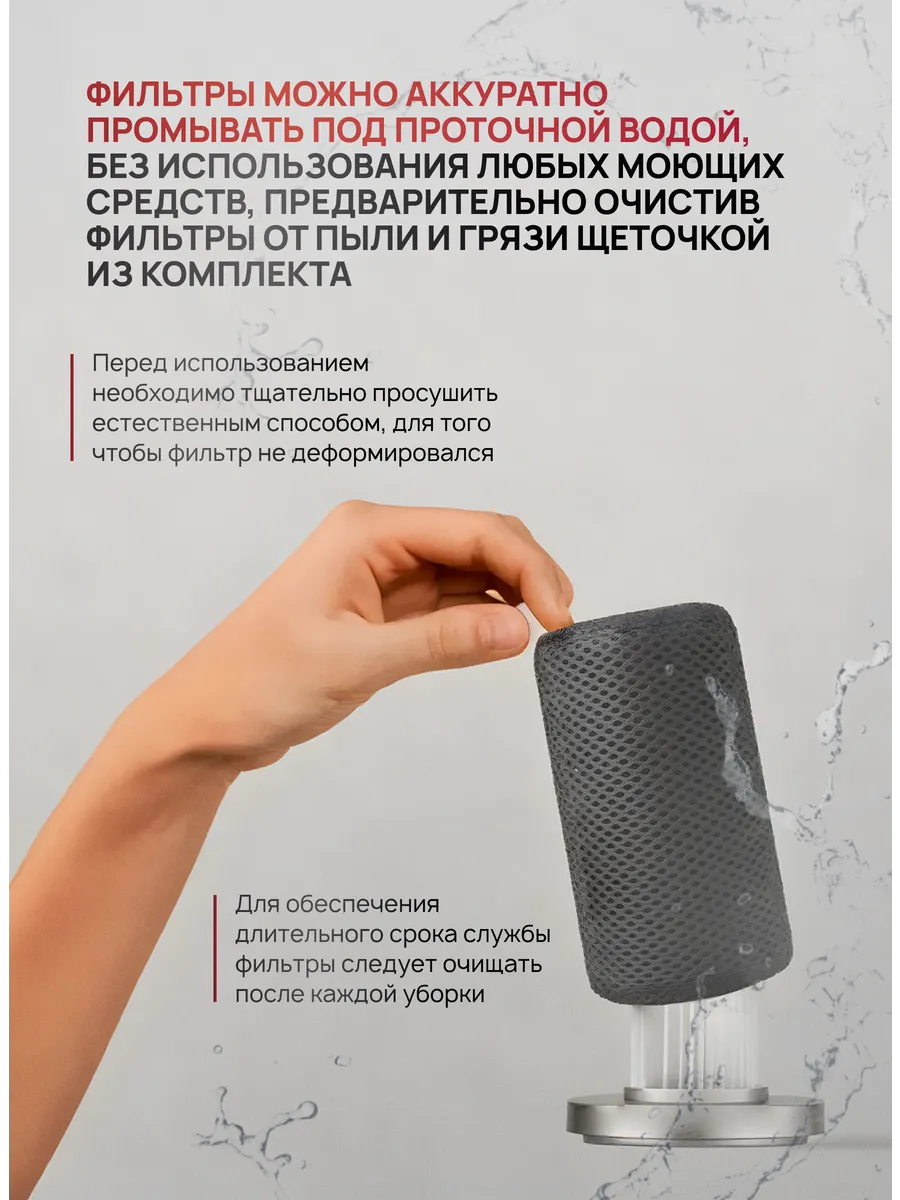 ФИЛЬТРЫ МОЖНО АККУРАТНО
ПРОМЫВАТЬ ПОД ПРОТОЧНОЙ ВОДОЙ,
БЕЗ ИСПОЛЬЗОВАНИЯ ЛЮБЫХ МОЮЩИХ
СРЕДСТВ, ПРЕДВАРИТЕЛЬНО ОЧИСТИВ
ФИЛЬТРЫ ОТ ПЫЛИ И ГРЯЗИ ЩЕТОЧКОЙ
ИЗ КОМПЛЕКТА
Перед использованием
необходимо тщательно просушить
естественным способом, для того
чтобы фильтр не деформировался
Для обеспечения
длительного срока службы
фильтры следует очищать
после каждой уборки